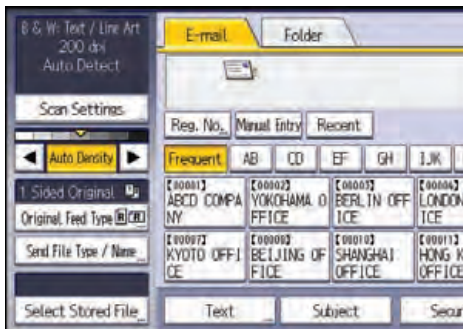 B & W: Text / Line Art
200 dpi
Auto Detect
Scan Settings
Auto Density
1 Sided Original
Original Feed Type
Send File Type / Name
Select Stored File
E-mail
Folder
Reg. No.
Manual Entry
Recent
Frequent
AB
CD
EF
GH
IJK
[00001]
ABCD COMPA
NY
[00002]
YOKOHAMA O
FFICE
BERLIN OFF
ICE
LONDON
ICE
[00007]
KYOTO OFFI
CE
BEIJING OF
FICE
[00010]
SHANGHAI
OFFICE
[00011]
HONG K
OFFICE
Text
Subject
Secur